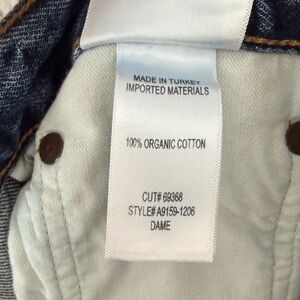 MADE IN TURKEY
IMPORTED MATERIALS
100% ORGANIC COTTON
CUT# 69368
STYLE# A9159-1206
DAME